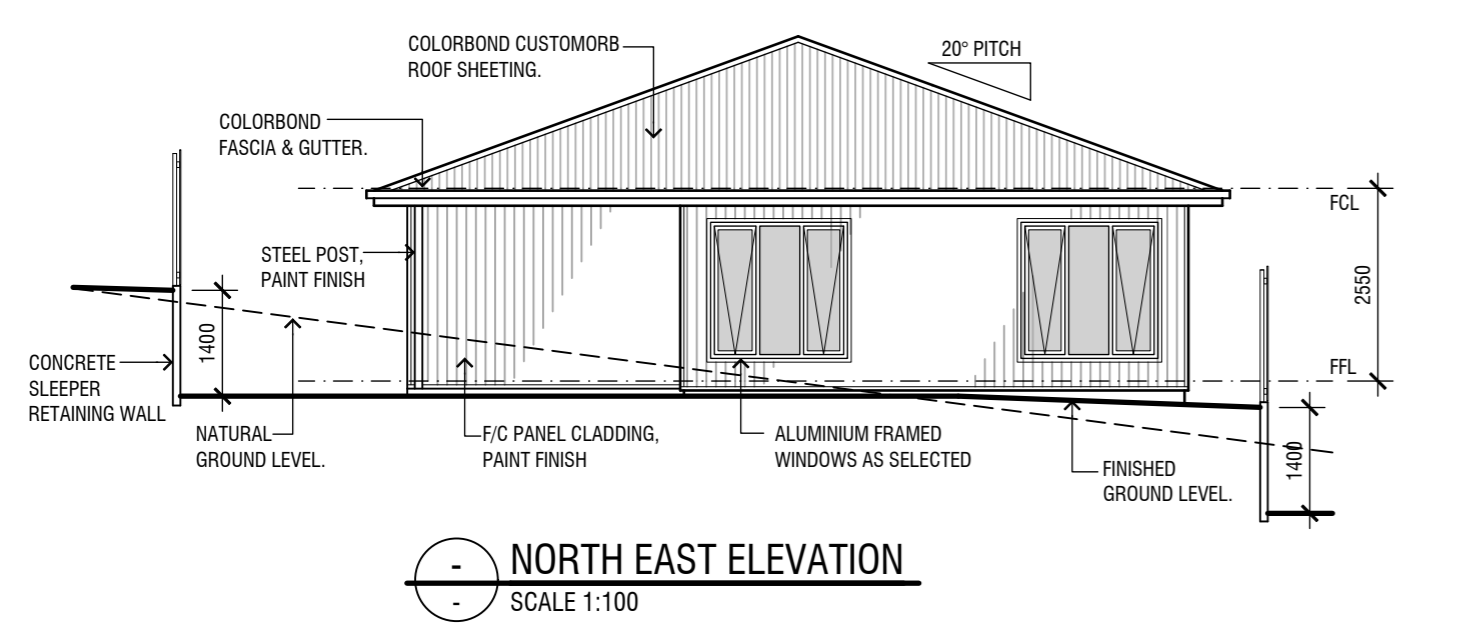 COLORBOND CUSTOMORB
ROOF SHEETING.
20° PITCH
COLORBOND
FASCIA & GUTTER.
FCL
STEEL POST,
PAINT FINISH
2550
1400
CONCRETE
SLEEPER
RETAINING WALL
FFL
NATURAL
GROUND LEVEL.
F/C PANEL CLADDING,
PAINT FINISH
ALUMINIUM FRAMED
WINDOWS AS SELECTED
FINISHED
GROUND LEVEL.
1400
-
NORTH EAST ELEVATION
-
SCALE 1:100